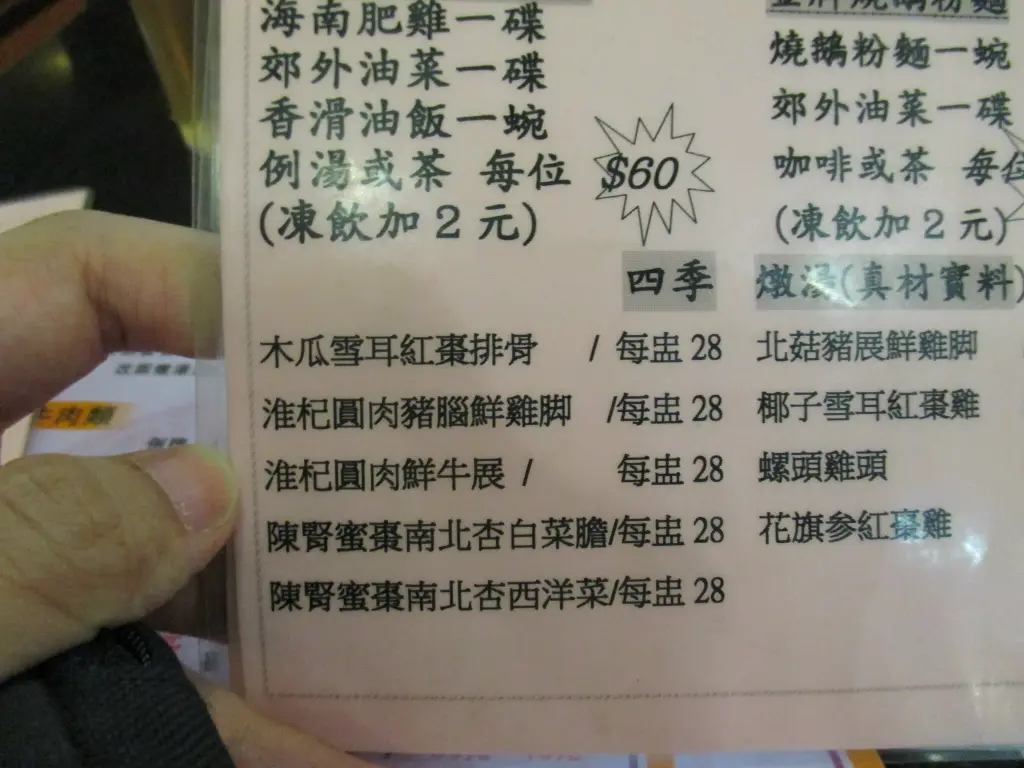 海南肥雞一碟
郊外油菜一碟
香滑油飯一蜿
例湯或茶 每位
$60
(凍飲加2元)
燒鵝粉麵一蜿
郊外油菜一碟
咖啡或茶 每位
(凍飲加2元)
四季 燉湯(真材實料)
木瓜雪耳紅棗排骨 / 每盅 28
淮杞圓肉豬腦鮮雞脚 /每盅 28
淮杞圓肉鮮牛展 / 每盅 28
陳腎蜜棗南北杏白菜膽/每盅 28
陳腎蜜棗南北杏西洋菜/每盅 28
北菇豬展鮮雞脚
椰子雪耳紅棗雞
螺頭雞頭
花旗參紅棗雞
牛肉類